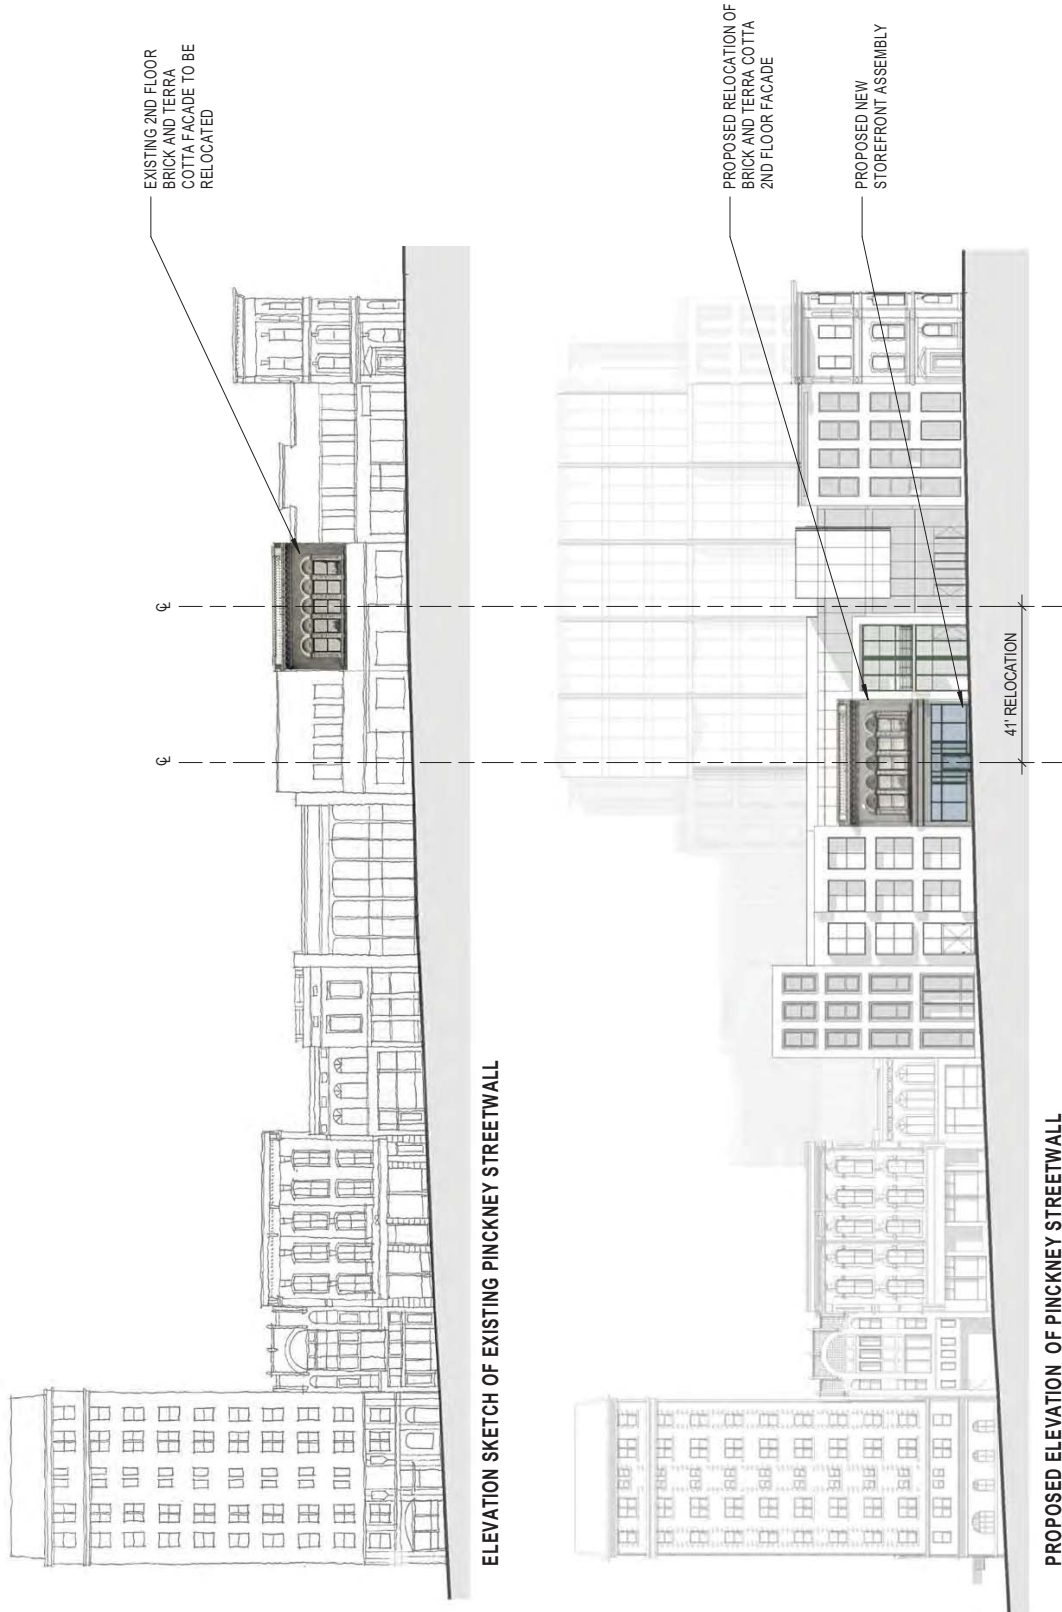 EXISTING 2ND FLOOR
BRICK AND TERRA
COTTA FACADE TO BE
RELOCATED
℄
℄
ELEVATION SKETCH OF EXISTING PINCKNEY STREETWALL
PROPOSED RELOCATION OF
BRICK AND TERRA COTTA
2ND FLOOR FACADE
PROPOSED NEW
STOREFRONT ASSEMBLY
41' RELOCATION
PROPOSED ELEVATION OF PINCKNEY STREETWALL